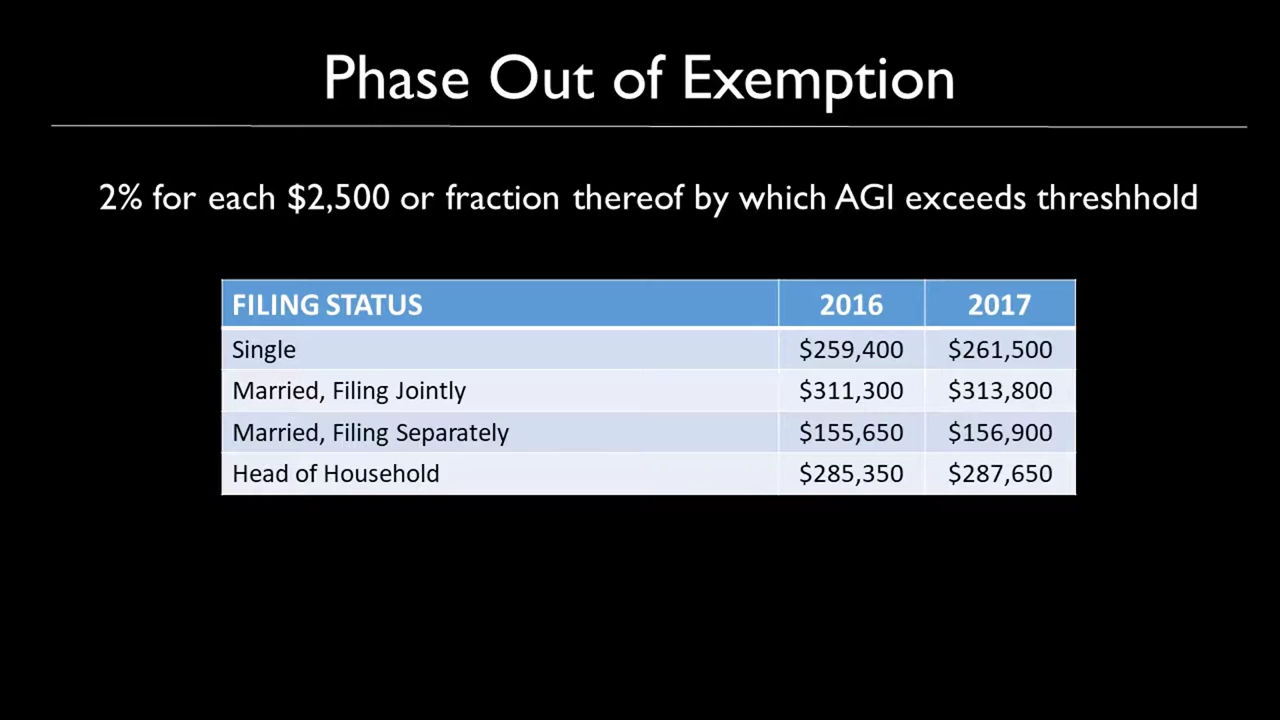 Phase Out of Exemption
2% for each $2,500 or fraction thereof by which AGI exceeds threshhold
FILING STATUS 2016 2017
Single $259,400 $261,500
Married, Filing Jointly $311,300 $313,800
Married, Filing Separately $155,650 $156,900
Head of Household $285,350 $287,650